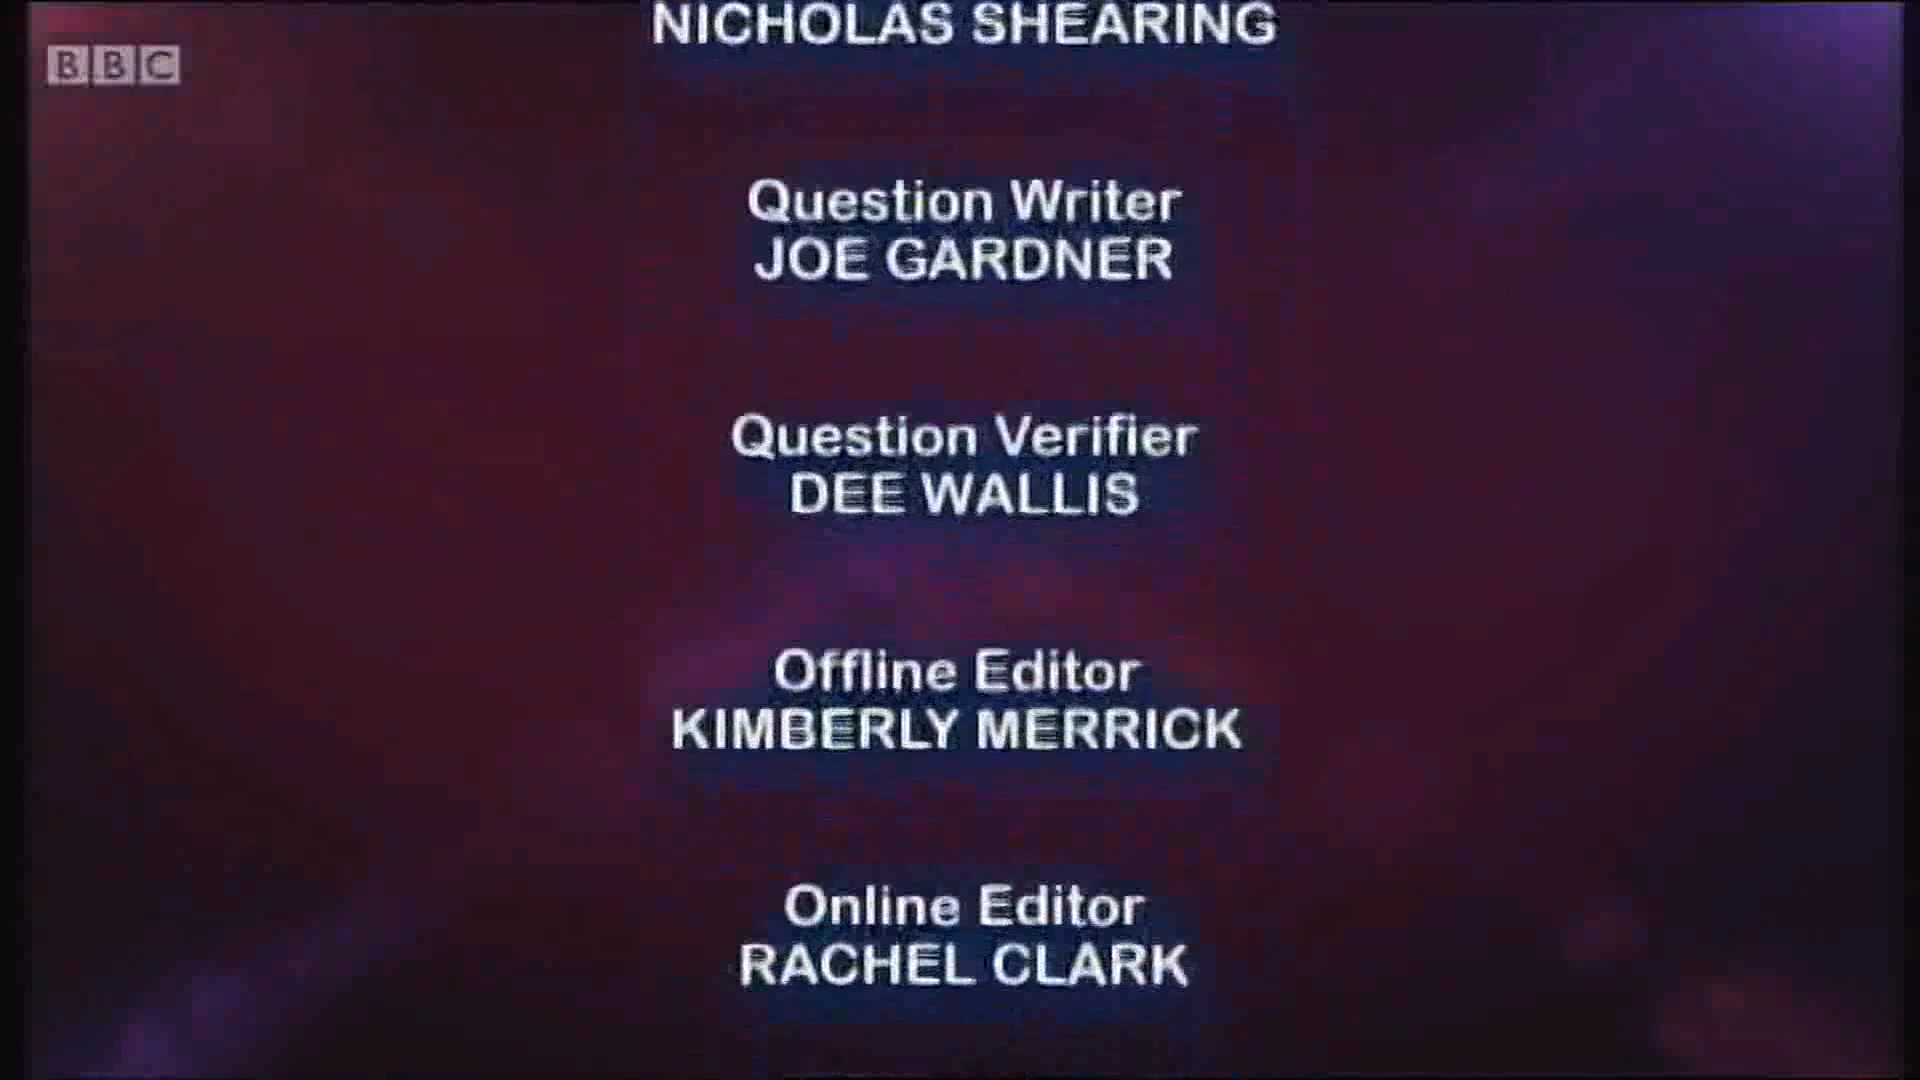 NICHOLAS SHEARING
BBC
Question Writer
JOE GARDNER
Question Verifier
DEE WALLIS
Offline Editor
KIMBERLY MERRICK
Online Editor
RACHEL CLARK